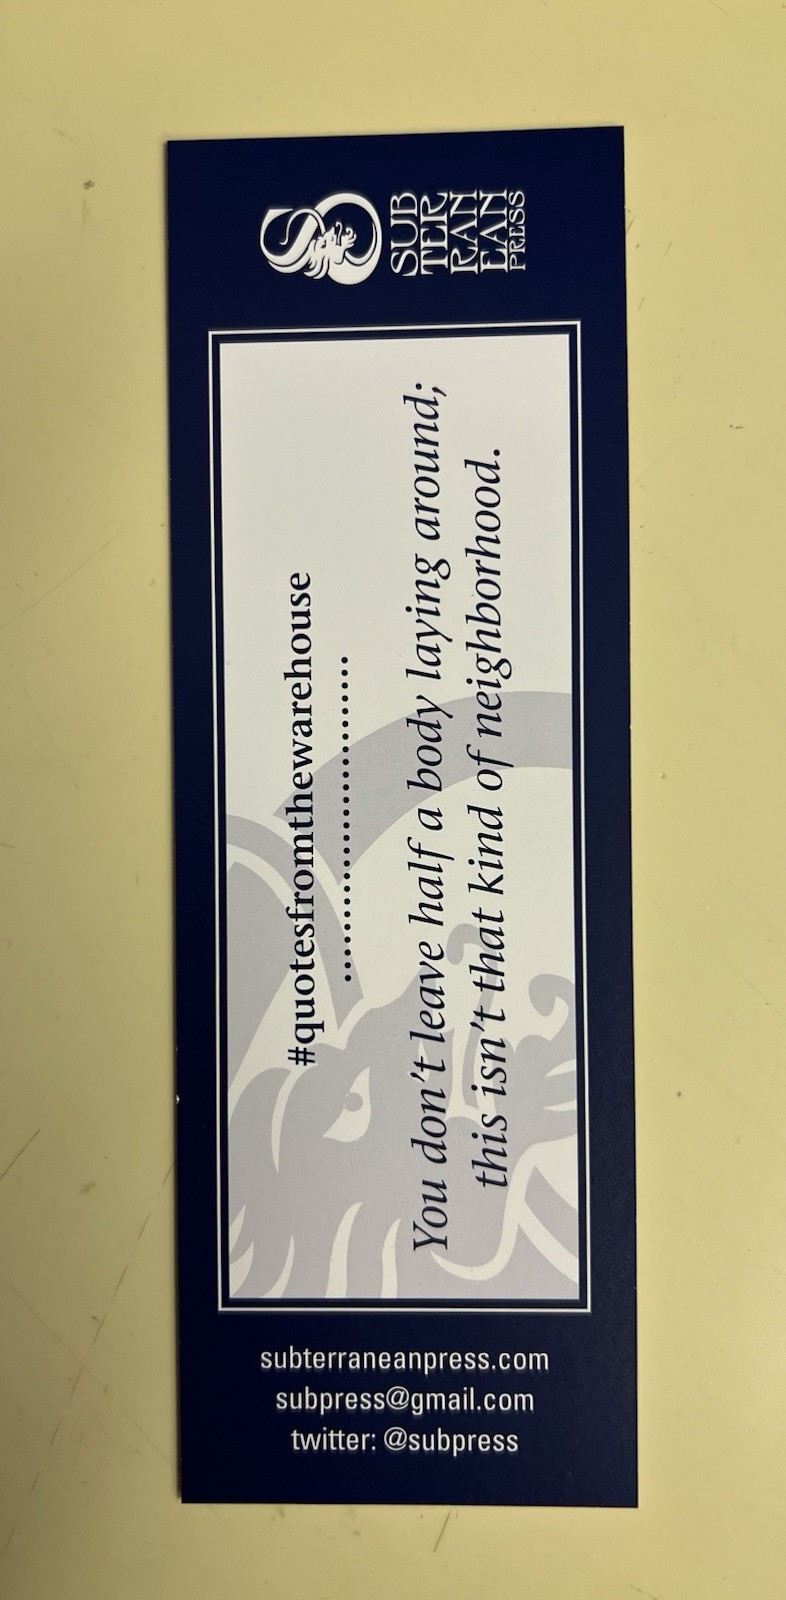 SUB
TER
RAN
EAN
PRESS
#quotesfromthewarehouse
You don't leave half a body laying around;
this isn't that kind of neighborhood.
subterraneanpress.com
subpress@gmail.com
twitter: @subpress